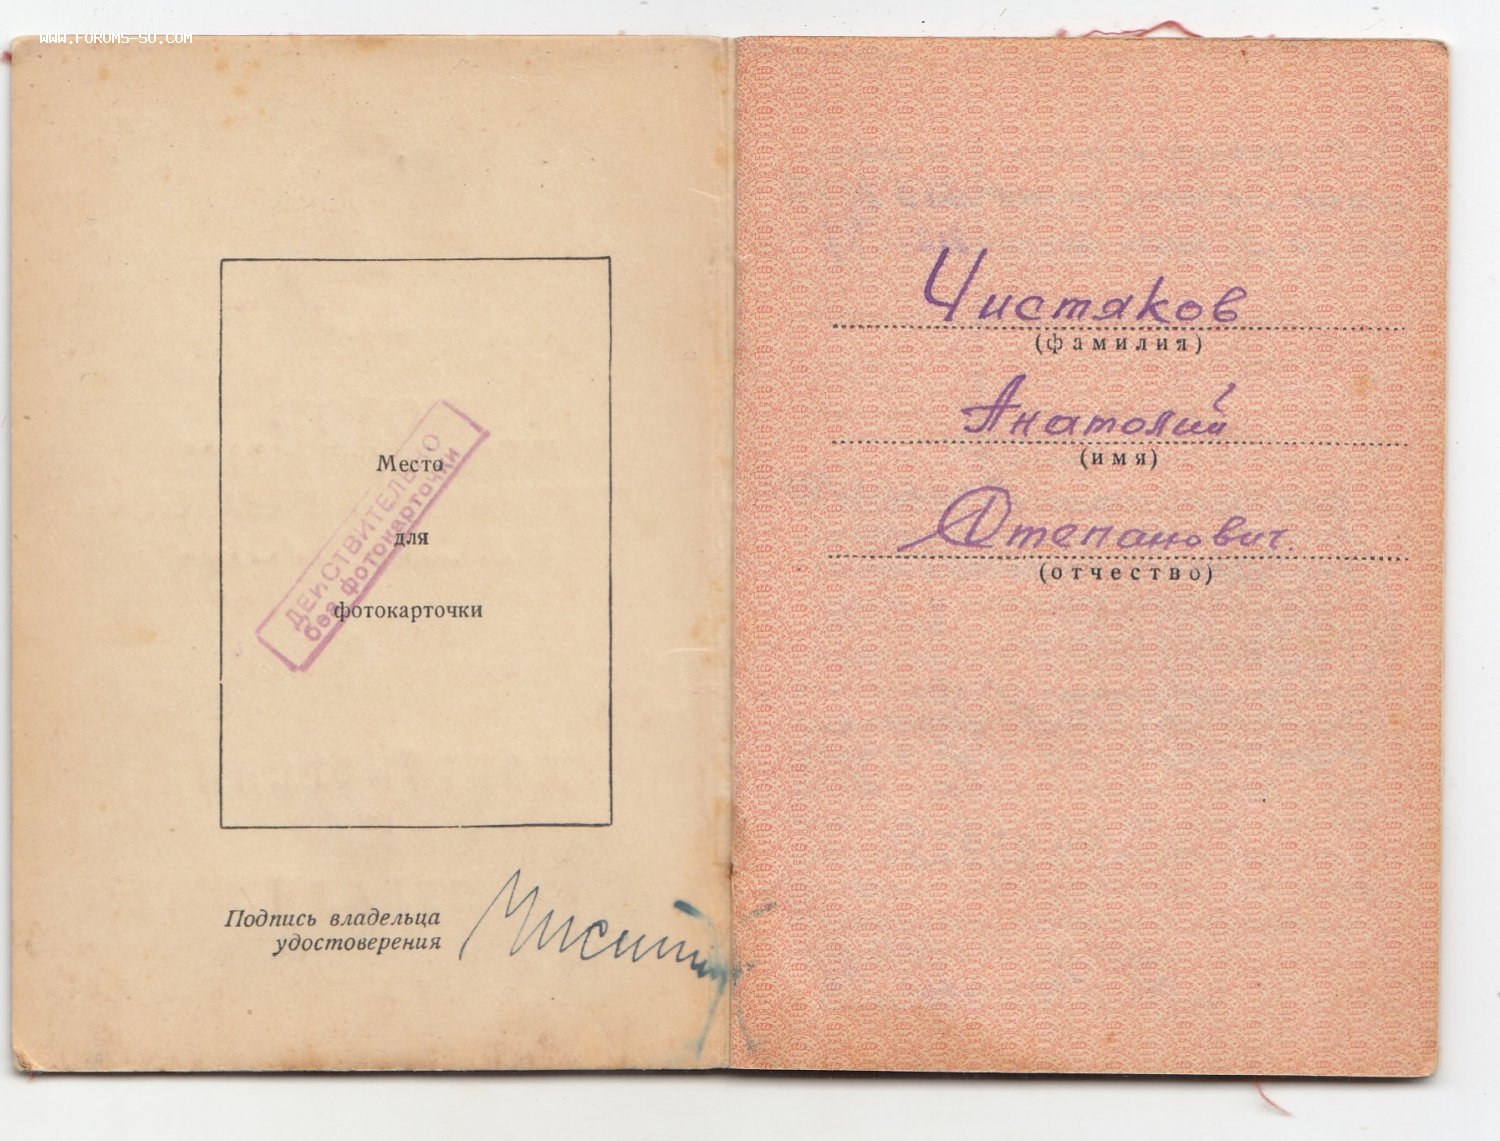 www.forums-su.com
Место
для
фотокарточки
ДЕЙСТВИТЕЛЬНО
без фотокарточки
Подпись владельца
удостоверения
Чистяков
(фамилия)
Анатолий
(имя)
Степанович.
(отчество)